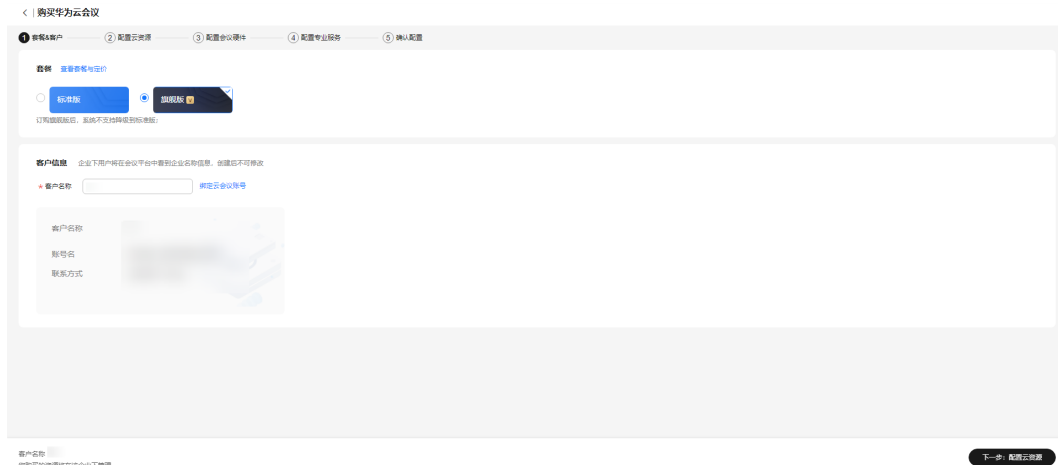 购买华为云会议
1 套餐&客户 2 配置云资源 3 配置会议硬件 4 配置专业服务 5 确认配置
套餐 查看套餐与定价
标准版 旗舰版
订购旗舰版后，系统不支持降级到标准版；
客户信息 企业下用户将在会议平台中看到企业名称信息，创建后不可修改
* 客户名称 绑定云会议账号
客户名称
账号名
联系方式
客户名称
下一步：配置云资源